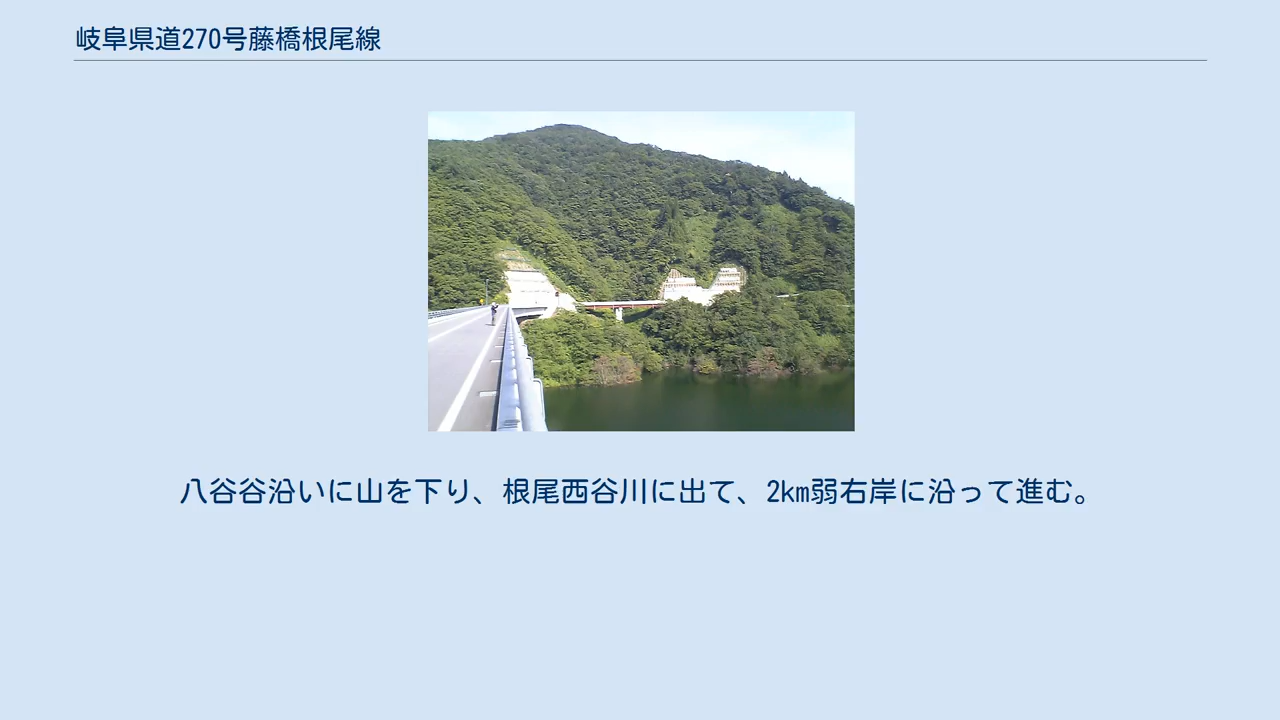 岐阜県道270号藤橋根尾線
八谷谷沿いに山を下り、根尾西谷川に出て、2km弱右岸に沿って進む。